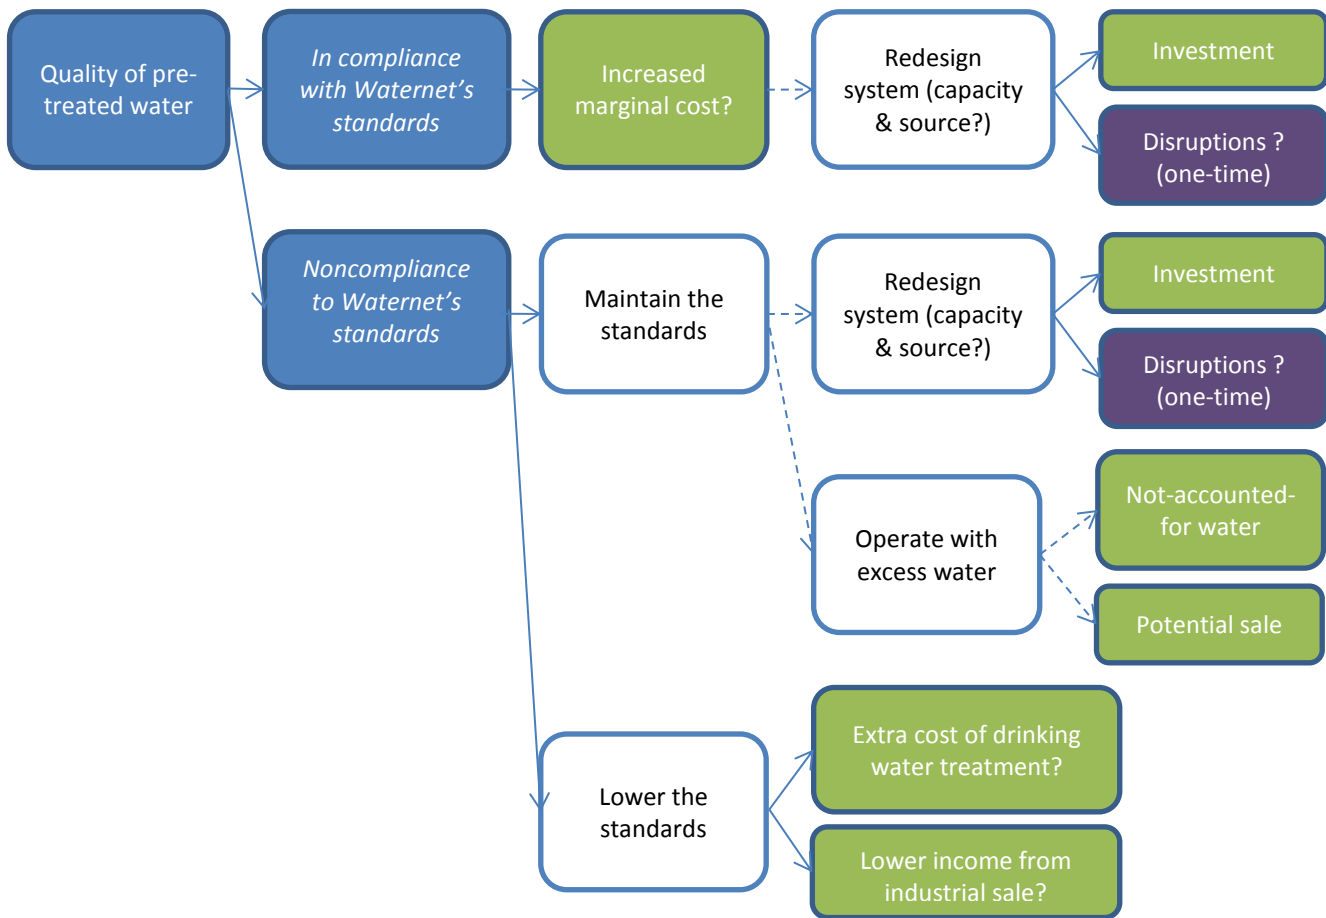 Quality of pre-
treated water
In compliance
with Waternet's
standards
Increased
marginal cost?
Redesign
system (capacity
& source?)
Investment
Disruptions ?
(one-time)
Noncompliance
to Waternet's
standards
Maintain the
standards
Redesign
system (capacity
& source?)
Investment
Disruptions ?
(one-time)
Operate with
excess water
Not-accounted-
for water
Potential sale
Lower the
standards
Extra cost of drinking
water treatment?
Lower income from
industrial sale?